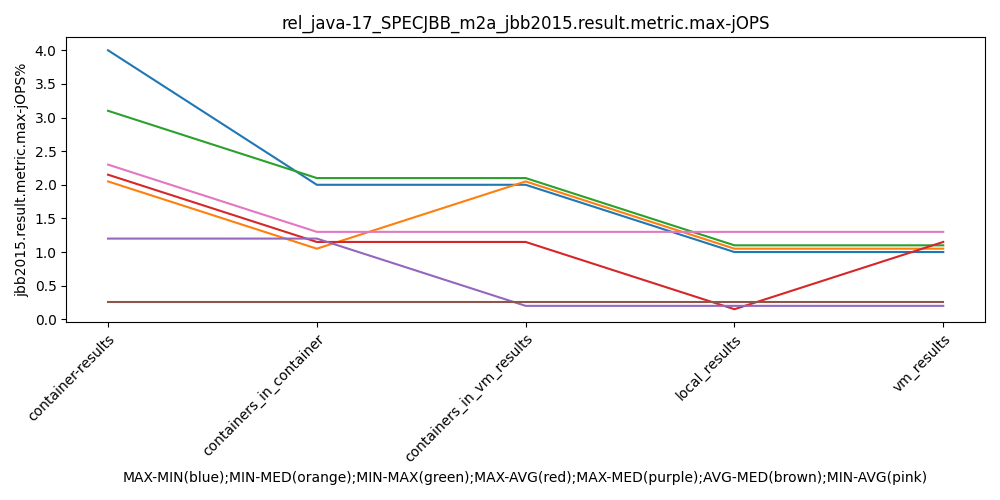 rel_java-17_SPECJBB_m2a_jbb2015.result.metric.max-jOPS
jbb2015.result.metric.max-jOPS%
4.0
3.5
3.0
2.5
2.0
1.5
1.0
0.5
0.0
container-results
containers_in_container
containers_in_vm_results
local_results
vm_results
MAX-MIN(blue);MIN-MED(orange);MIN-MAX(green);MAX-AVG(red);MAX-MED(purple);AVG-MED(brown);MIN-AVG(pink)